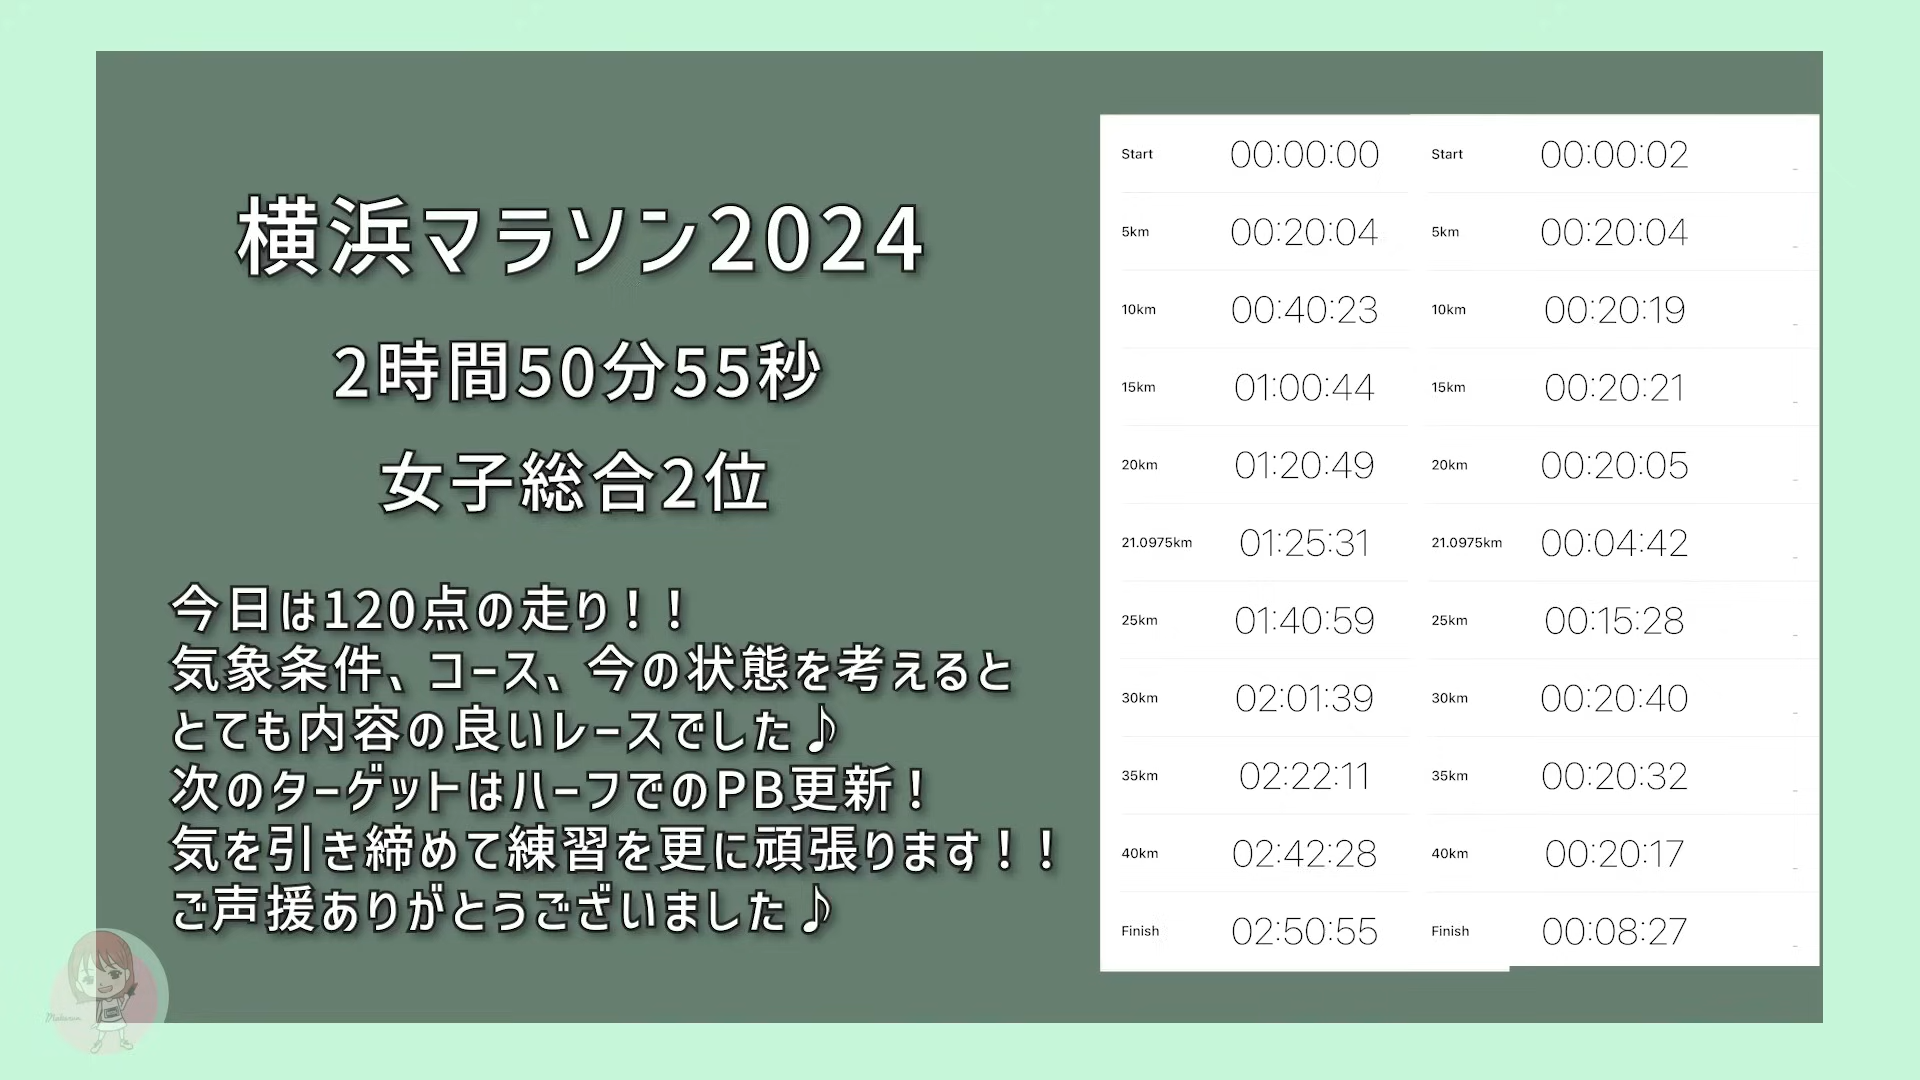 横浜マラソン2024
2時間50分55秒
女子総合2位
今日は120点の走り！！
気象条件、コース、今の状態を考えると
とても内容の良いレースでした♪
次のターゲットはハーフでのPB更新！
気を引き締めて練習を更に頑張ります！！
ご声援ありがとうございました♪
Start 00:00:00 Start 00:00:02 -
5km 00:20:04 5km 00:20:04 -
10km 00:40:23 10km 00:20:19 -
15km 01:00:44 15km 00:20:21 -
20km 01:20:49 20km 00:20:05 -
21.0975km 01:25:31 21.0975km 00:04:42 -
25km 01:40:59 25km 00:15:28 -
30km 02:01:39 30km 00:20:40 -
35km 02:22:11 35km 00:20:32 -
40km 02:42:28 40km 00:20:17 -
Finish 02:50:55 Finish 00:08:27 -